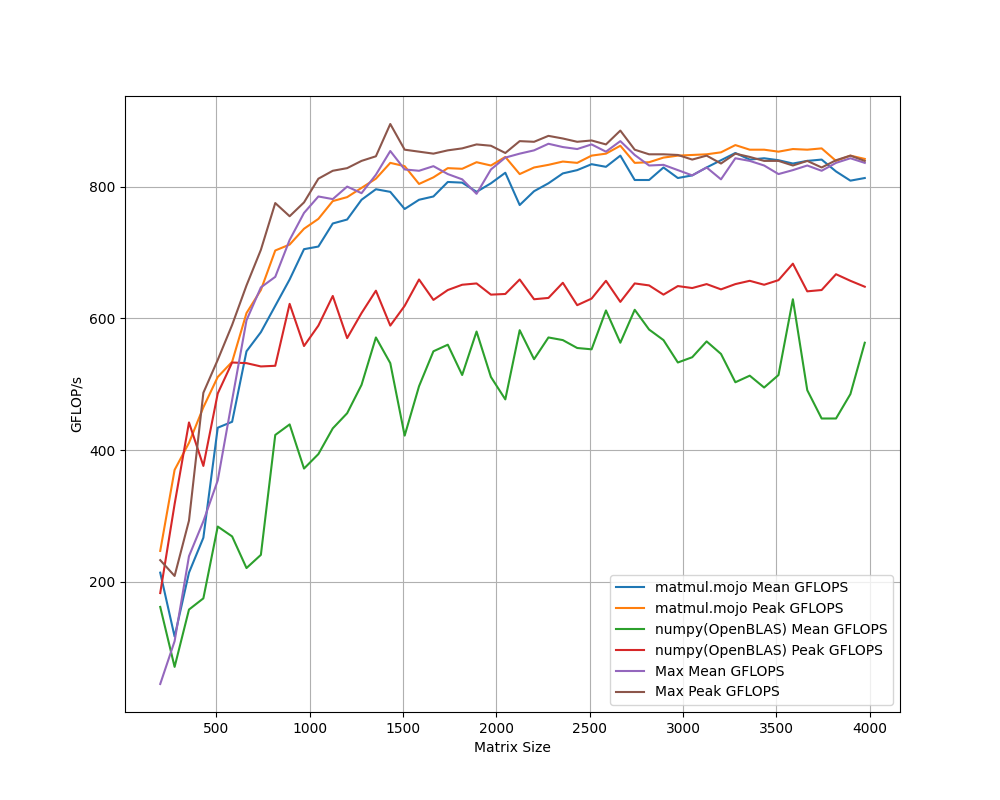 GFLOP/s
800
600
400
200
500
1000
1500
2000
2500
3000
3500
4000
Matrix Size
matmul.mojo Mean GFLOPS
matmul.mojo Peak GFLOPS
numpy(OpenBLAS) Mean GFLOPS
numpy(OpenBLAS) Peak GFLOPS
Max Mean GFLOPS
Max Peak GFLOPS